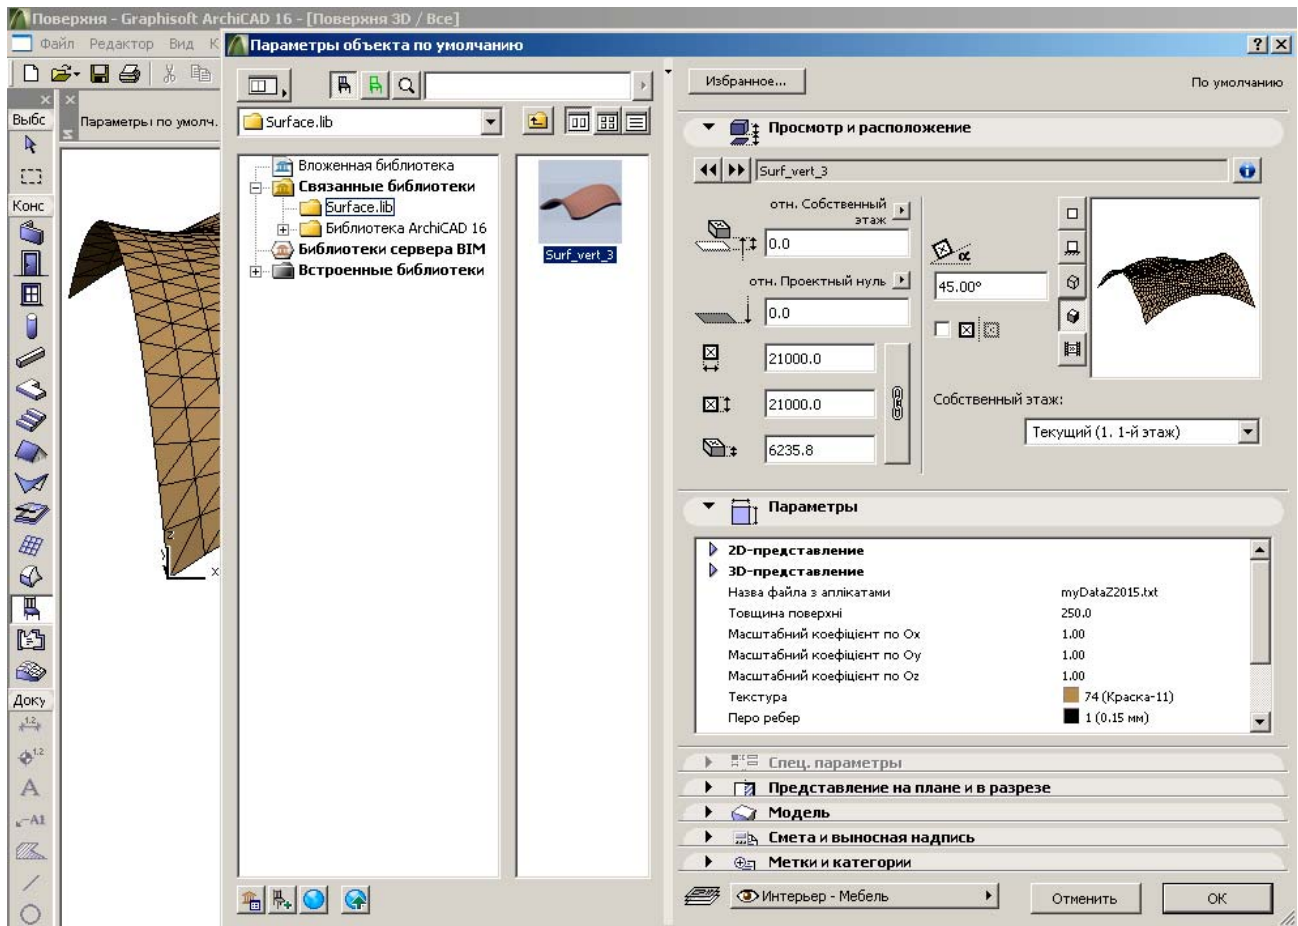 Поверхня - Graphisoft ArchiCAD 16 - [Поверхня 3D / Все]
Файл Редактор Вид К
Параметры объекта по умолчанию
Выбс
Параметры по умолч.
Конс
Доку
Surface.lib
Вложенная библиотека
Связанные библиотеки
Surface.lib
Библиотека ArchiCAD 16
Библиотеки сервера BIM
Встроенные библиотеки
Surf_vert_3
Избранное...
По умолчанию
Просмотр и расположение
Surf_vert_3
отн. Собственный
этаж
0.0
отн. Проектный нуль
0.0
α
45.00°
21000.0
21000.0
6235.8
Собственный этаж:
Текущий (1. 1-й этаж)
Параметры
2D-представление
3D-представление
Назва файла з аплікатами myDataZ2015.txt
Товщина поверхні 250.0
Масштабний коефіцієнт по Ox 1.00
Масштабний коефіцієнт по Oy 1.00
Масштабний коефіцієнт по Oz 1.00
Текстура 74 (Краска-11)
Перо ребер 1 (0.15 мм)
Спец. параметры
Представление на плане и в разрезе
Модель
Смета и выносная надпись
Метки и категории
Интерьер - Мебель
Отменить
OK
z
y
x
1.2
1.2
A
A1